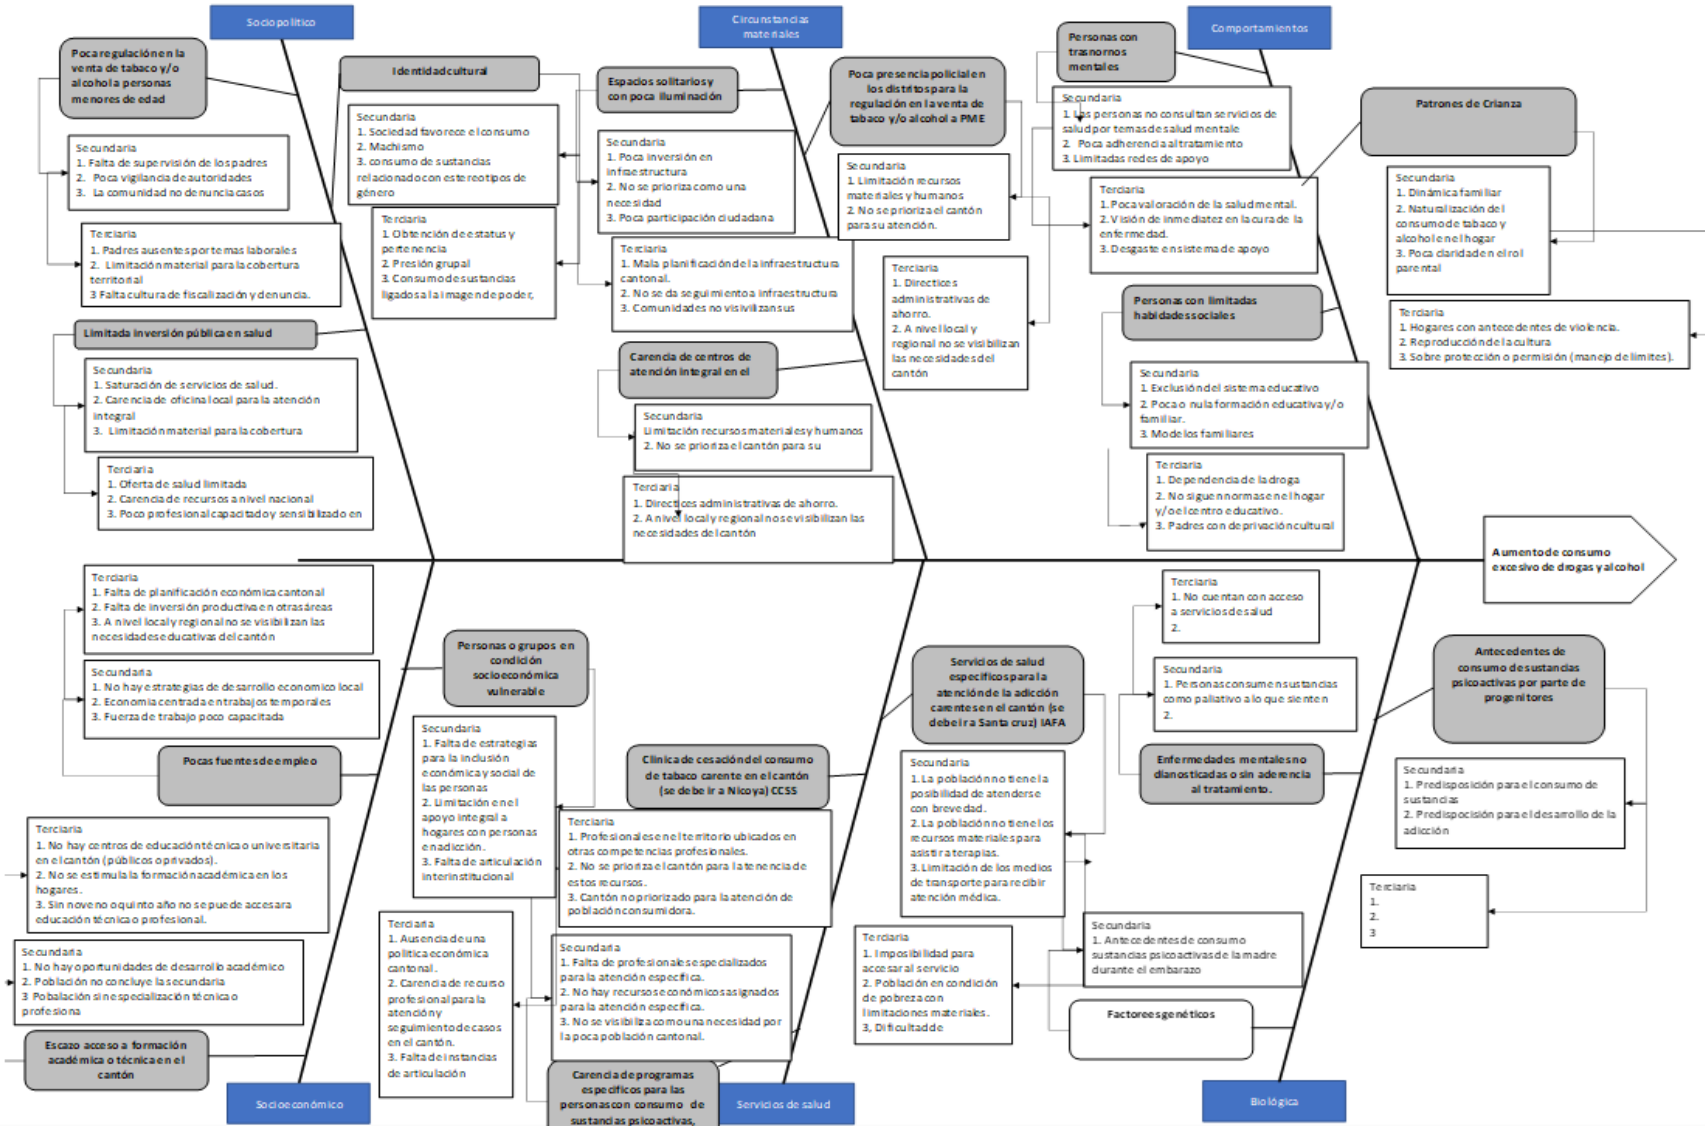 Sociopolítico
Circunstancias
materiales
Comportamientos
Poca regulación en la
venta de tabaco y/o
alcohol a personas
menores de edad
Secundaria
1. Falta de supervisión de los padres
2. Poca vigilancia de autoridades
3. La comunidad no denuncia casos
Terciaria
1. Padres ausentes por temas laborales
2. Limitación material para la cobertura
territorial
3 Falta cultura de fiscalización y denuncia.
Identidad cultural
Secundaria
1. Sociedad favorece el consumo
2. Machismo
3. consumo de sustancias
relacionado con estereotipos de
género
Terciaria
1. Obtención de estatus y
pertenencia
2. Presión grupal
3. Consumo de sustancias
ligados a la imagen de poder,
Limitada inversión pública en salud
Secundaria
1. Saturación de servicios de salud.
2. Carencia de oficina local para la atención
integral
3. Limitación material para la cobertura
Terciaria
1. Oferta de salud limitada
2. Carencia de recursos a nivel nacional
3. Poco profesional capacitado y sensibilizado en
Espacios solitarios y
con poca iluminación
Secundaria
1. Poca inversión en
infraestructura
2. No se prioriza como una
necesidad
3. Poca participación ciudadana
Terciaria
1. Mala planificación de la infraestructura
cantonal.
2. No se da seguimiento a infraestructura
3. Comunidades no visivilizan sus
Poca presencia policial en
los distritos para la
regulación en la venta de
tabaco y/o alcohol a PME
Secundaria
1. Limitación recursos
materiales y humanos
2. No se prioriza el cantón
para su atención.
Terciaria
1. Directices
administrativas de
ahorro.
2. A nivel local y
regional no se visibilizan
las necesidades del
cantón
Carencia de centros de
atención integral en el
Secundaria
Limitación recursos materiales y humanos
2. No se prioriza el cantón para su
Terciaria
1. Directices administrativas de ahorro.
2. A nivel local y regional no se visibilizan las
necesidades del cantón
Personas con
trasnornos
mentales
Secundaria
1. Las personas no consultan servicios de
salud por temas de salud mentale
2. Poca adherencia al tratamiento
3. Limitadas redes de apoyo
Terciaria
1. Poca valoración de la salud mental.
2. Visión de inmediatez en la cura de la
enfermedad.
3. Desgaste en sistema de apoyo
Patrones de Crianza
Secundaria
1. Dinámica familiar
2. Naturalización del
consumo de tabaco y
alcohol en el hogar
3. Poca claridad en el rol
parental
Terciaria
1. Hogares con antecedentes de violencia.
2. Reproducción de la cultura
3. Sobre protección o permisión (manejo de limites).
Personas con limitadas
habidades sociales
Secundaria
1. Exclusión del sistema educativo
2. Poca o nula formación educativa y/o
familiar.
3. Modelos familiares
Terciaria
1. Dependencia de la droga
2. No siguen normas en el hogar
y/o el centro educativo.
3. Padres con deprivación cultural
Aumento de consumo
excesivo de drogas y alcohol
Terciaria
1. Falta de planificación económica cantonal
2. Falta de inversión productiva en otras áreas
3. A nivel local y regional no se visibilizan las
necesidades educativas del cantón
Secundaria
1. No hay estrategias de desarrollo economico local
2. Economia centrada en trabajos temporales
3. Fuerza de trabajo poco capacitada
Pocas fuentes de empleo
Terciaria
1. No hay centros de educación técnica o universitaria
en el cantón (públicos o privados).
2. No se estimula la formación académica en los
hogares.
3. Sin noveno o quinto año no se puede accesar a
educación técnica o profesional.
Secundaria
1. No hay oportunidades de desarrollo académico
2. Población no concluye la secundaria
3 Pobalación sin especialización técnica o
profesiona
Escazo acceso a formación
académica o técnica en el
cantón
Socioeconómico
Personas o grupos en
condición
socioeconómica
vulnerable
Secundaria
1. Falta de estrategias
para la inclusión
económica y social de
las personas
2. Limitación en el
apoyo integral a
hogares con personas
en adicción.
3. Falta de articulación
interinstitucional
Terciaria
1. Ausencia de una
politica económica
cantonal.
2. Carencia de recurso
profesional para la
atención y
seguimiento de casos
en el cantón.
3. Falta de instancias
de articulación
Clinica de cesación del consumo
de tabaco carente en el cantón
(se debe ir a Nicoya) CCSS
Terciaria
1. Profesionales en el territorio ubicados en
otras competencias profesionales.
2. No se prioriza el cantón para la tenencia de
estos recursos.
3. Cantón no priorizado para la atención de
población consumidora.
Secundaria
1. Falta de profesionales especializados
para la atención específica.
2. No hay recursos económicos asignados
para la atención específica.
3. No se visibiliza como una necesidad por
la poca población cantonal.
Carencia de programas
específicos para las
personas con consumo de
sustancias psicoactivas,
Servicios de salud
Servicios de salud
específicos para la
atención de la adicción
carentes en el cantón (se
debe ir a Santa cruz) IAFA
Secundaria
1. La población no tiene la
posibilidad de atenderse
con brevedad.
2. La población no tiene los
recursos materiales para
asistir a terapias.
3. Limitación de los medios
de transporte para recibir
atención médica.
Terciaria
1. Imposibilidad para
accesar al servicio
2. Población en condición
de pobreza con
limitaciones materiales.
3, Dificultad de
Terciaria
1. No cuentan con acceso
a servicios de salud
2.
Secundaria
1. Personas consumen sustancias
como paliativo a lo que sienten
2.
Enfermedades mentales no
dianosticadas o sin aderencia
al tratamiento.
Secundaria
1. Antecedentes de consumo
sustancias psicoactivas de la madre
durante el embarazo
Factorees genéticos
Biológica
Antecedentes de
consumo de sustancias
psicoactivas por parte de
progenitores
Secundaria
1. Predisposición para el consumo de
sustancias
2. Predisposción para el desarrollo de la
adicción
Terciaria
1.
2.
3